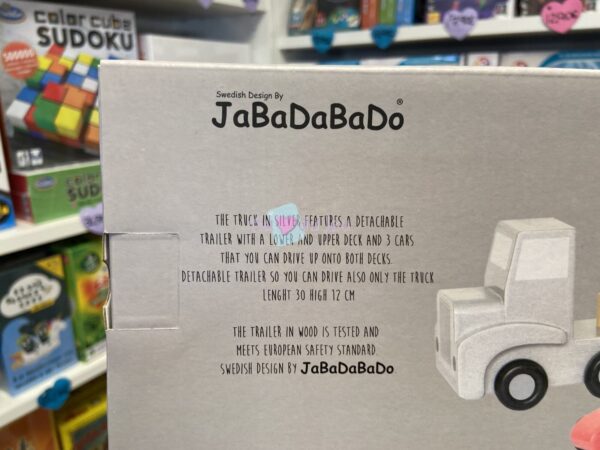 color cube
SUDOKU
color
SUD
Swedish Design By
JaBaDaBaDo®
THE TRUCK IN SILVER FEATURES A DETACHABLE
TRAILER WITH A LOWER AND UPPER DECK AND 3 CARS
THAT YOU CAN DRIVE UP ONTO BOTH DECKS.
DETACHABLE TRAILER SO YOU CAN DRIVE ALSO ONLY THE TRUCK
LENGHT 30 HIGH 12 CM
THE TRAILER IN WOOD IS TESTED AND
MEETS EUROPEAN SAFETY STANDARD.
SWEDISH DESIGN BY JaBaDaBaDo